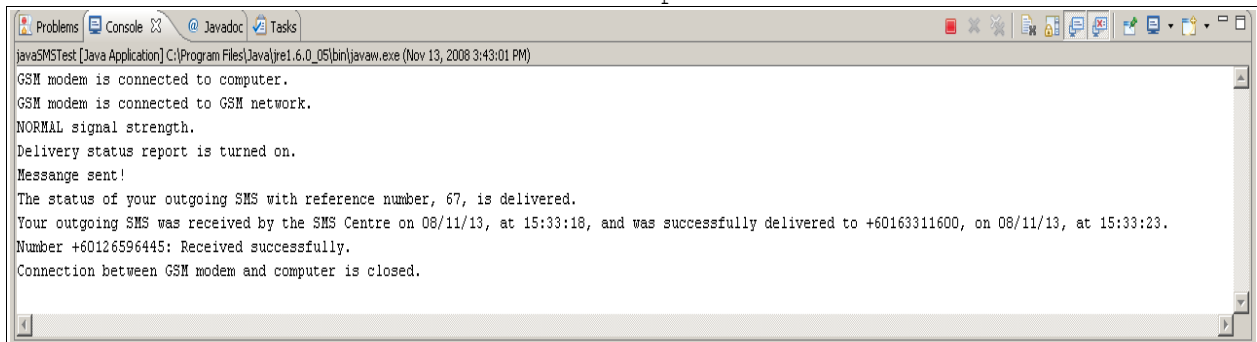 Problems Console @ Javadoc Tasks
javaSMSTest [Java Application] C:\Program Files\Java\jre1.6.0_05\bin\javaw.exe (Nov 13, 2008 3:43:01 PM)
GSM modem is connected to computer.
GSM modem is connected to GSM network.
NORMAL signal strength.
Delivery status report is turned on.
Messange sent!
The status of your outgoing SMS with reference number, 67, is delivered.
Your outgoing SMS was received by the SMS Centre on 08/11/13, at 15:33:18, and was successfully delivered to +60163311600, on 08/11/13, at 15:33:23.
Number +60126596445: Received successfully.
Connection between GSM modem and computer is closed.